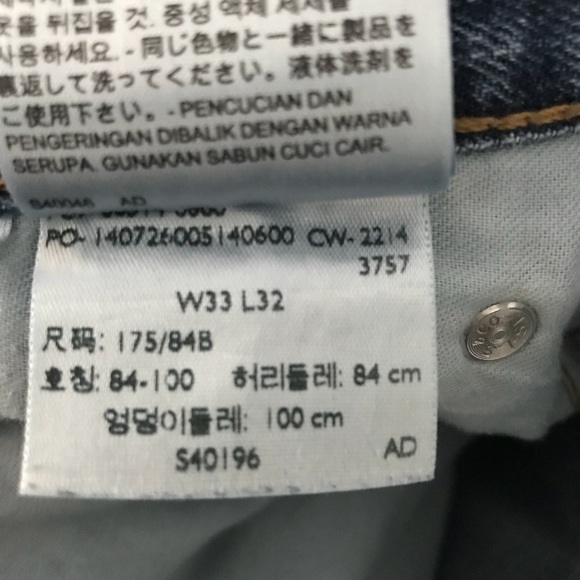 옷을 뒤집을 것. 중성 액체 세제를
사용하세요. - 同じ色物と一緒に製品を
裏返して洗ってください。液体洗剤を
ご使用下さい。- PENCUCIAN DAN
PENGERINGAN DIBALIK DENGAN WARNA
SERUPA. GUNAKAN SABUN CUCI CAIR.
AD
PO- 140726005140600 CW- 2214
3757
W33 L32
尺码: 175/84B
호칭: 84-100 허리둘레: 84 cm
엉덩이둘레: 100 cm
S40196 AD
LS&CO